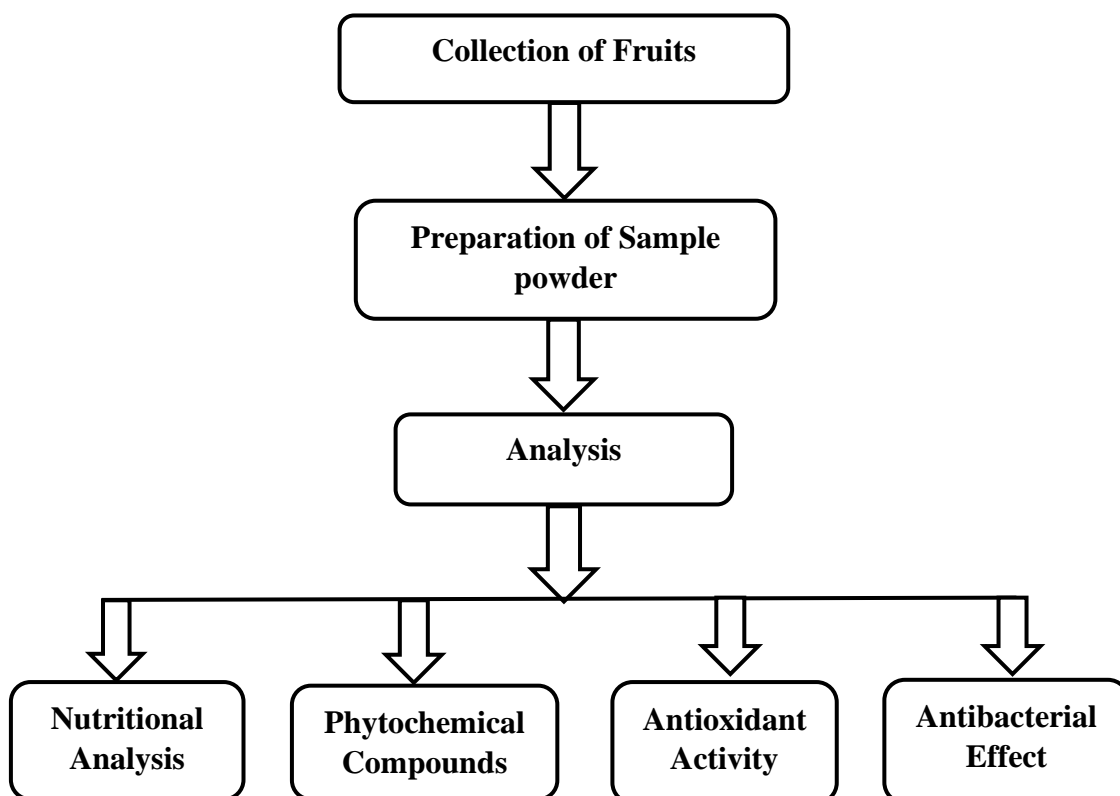 Collection of Fruits
Preparation of Sample
powder
Analysis
Nutritional
Analysis
Phytochemical
Compounds
Antioxidant
Activity
Antibacterial
Effect